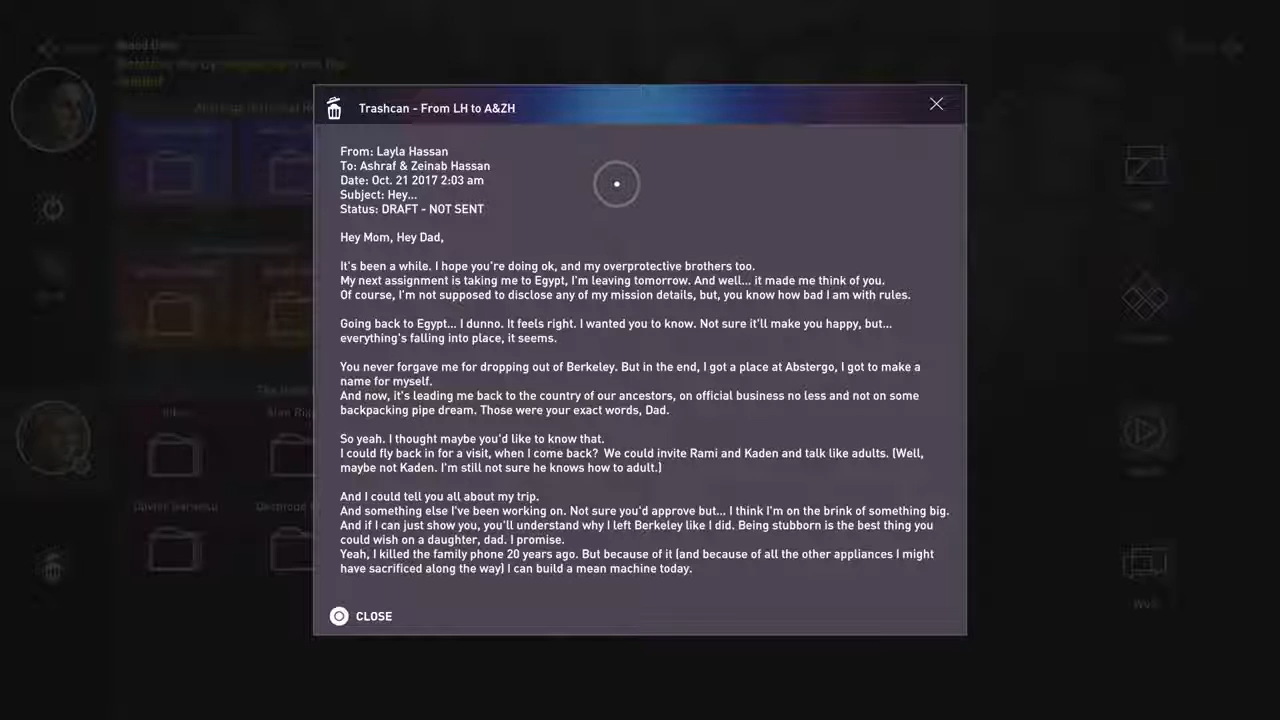 Trashcan - From LH to A&ZH
From: Layla Hassan
To: Ashraf & Zeinab Hassan
Date: Oct. 21 2017 2:03 am
Subject: Hey...
Status: DRAFT - NOT SENT
Hey Mom, Hey Dad,
It's been a while. I hope you're doing ok, and my overprotective brothers too.
My next assignment is taking me to Egypt, I'm leaving tomorrow. And well... it made me think of you.
Of course, I'm not supposed to disclose any of my mission details, but, you know how bad I am with rules.
Going back to Egypt... I dunno. It feels right. I wanted you to know. Not sure it'll make you happy, but...
everything's falling into place, it seems.
You never forgave me for dropping out of Berkeley. But in the end, I got a place at Abstergo, I got to make a
name for myself.
And now, it's leading me back to the country of our ancestors, on official business no less and not on some
backpacking pipe dream. Those were your exact words, Dad.
So yeah. I thought maybe you'd like to know that.
I could fly back in for a visit, when I come back? We could invite Rami and Kaden and talk like adults. (Well,
maybe not Kaden. I'm still not sure he knows how to adult.)
And I could tell you all about my trip.
And something else I've been working on. Not sure you'd approve but... I think I'm on the brink of something big.
And if I can just show you, you'll understand why I left Berkeley like I did. Being stubborn is the best thing you
could wish on a daughter, dad. I promise.
Yeah, I killed the family phone 20 years ago. But because of it (and because of all the other appliances I might
have sacrificed along the way) I can build a mean machine today.
CLOSE